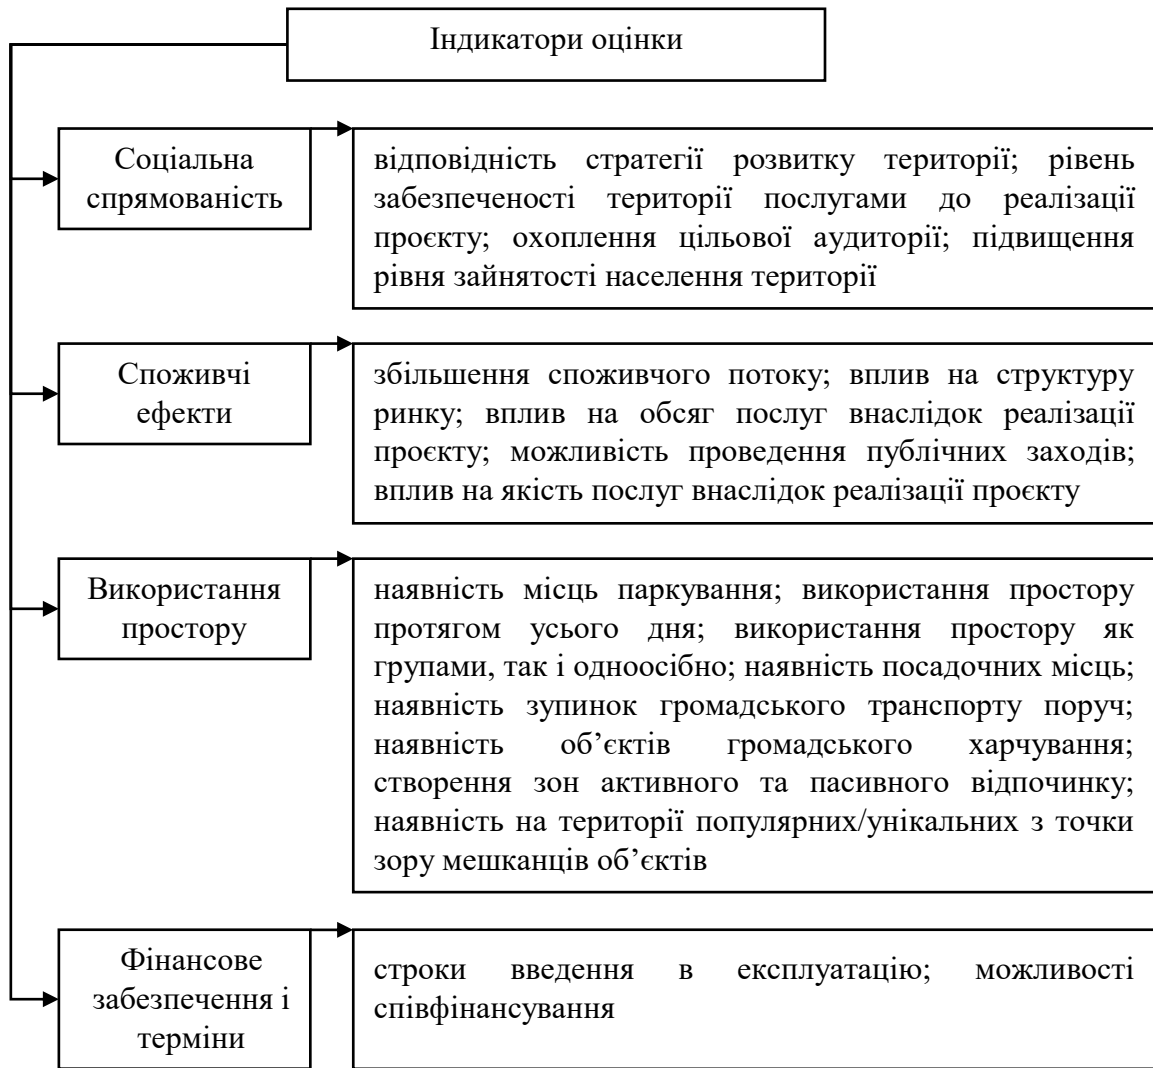 Індикатори оцінки
Соціальна
спрямованість
відповідність стратегії розвитку території; рівень
забезпеченості території послугами до реалізації
проєкту; охоплення цільової аудиторії; підвищення
рівня зайнятості населення території
Споживчі
ефекти
збільшення споживчого потоку; вплив на структуру
ринку; вплив на обсяг послуг внаслідок реалізації
проєкту; можливість проведення публічних заходів;
вплив на якість послуг внаслідок реалізації проєкту
Використання
простору
наявність місць паркування; використання простору
протягом усього дня; використання простору як
групами, так і одноосібно; наявність посадочних місць;
наявність зупинок громадського транспорту поруч;
наявність об’єктів громадського харчування;
створення зон активного та пасивного відпочинку;
наявність на території популярних/унікальних з точки
зору мешканців об’єктів
Фінансове
забезпечення і
терміни
строки введення в експлуатацію; можливості
співфінансування